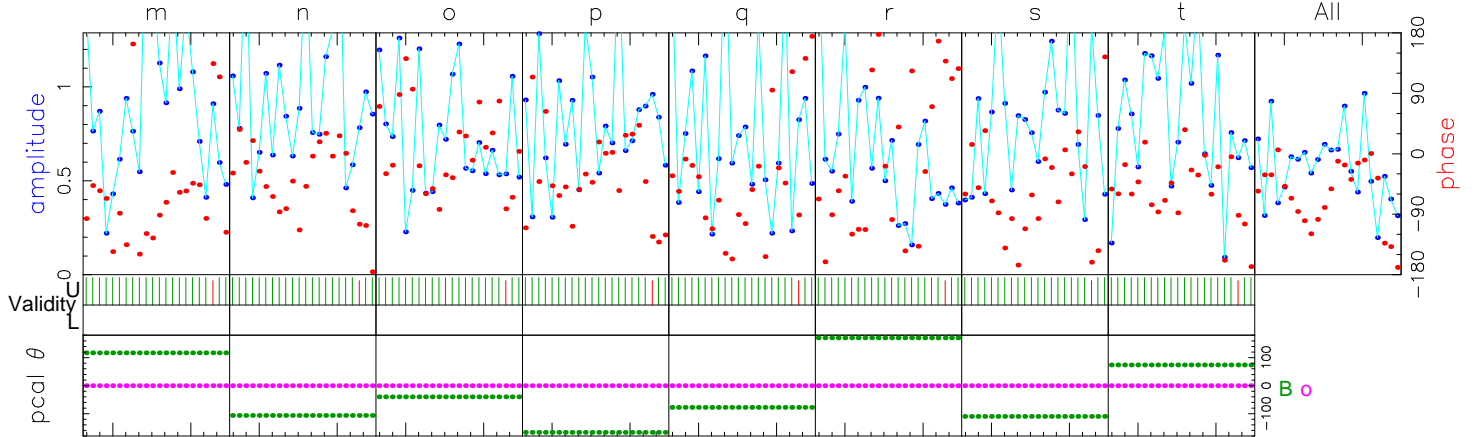 m n o p q r s t All
amplitude
1
0.5
0
180
90
0
-90
-180
phase
Validity
U
L
pcal θ
100
0
-100
B o